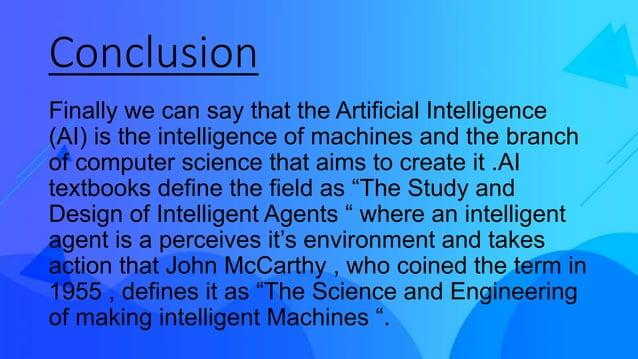 Conclusion
Finally we can say that the Artificial Intelligence
(AI) is the intelligence of machines and the branch
of computer science that aims to create it .AI
textbooks define the field as “The Study and
Design of Intelligent Agents “ where an intelligent
agent is a perceives it’s environment and takes
action that John McCarthy , who coined the term in
1955 , defines it as “The Science and Engineering
of making intelligent Machines “.